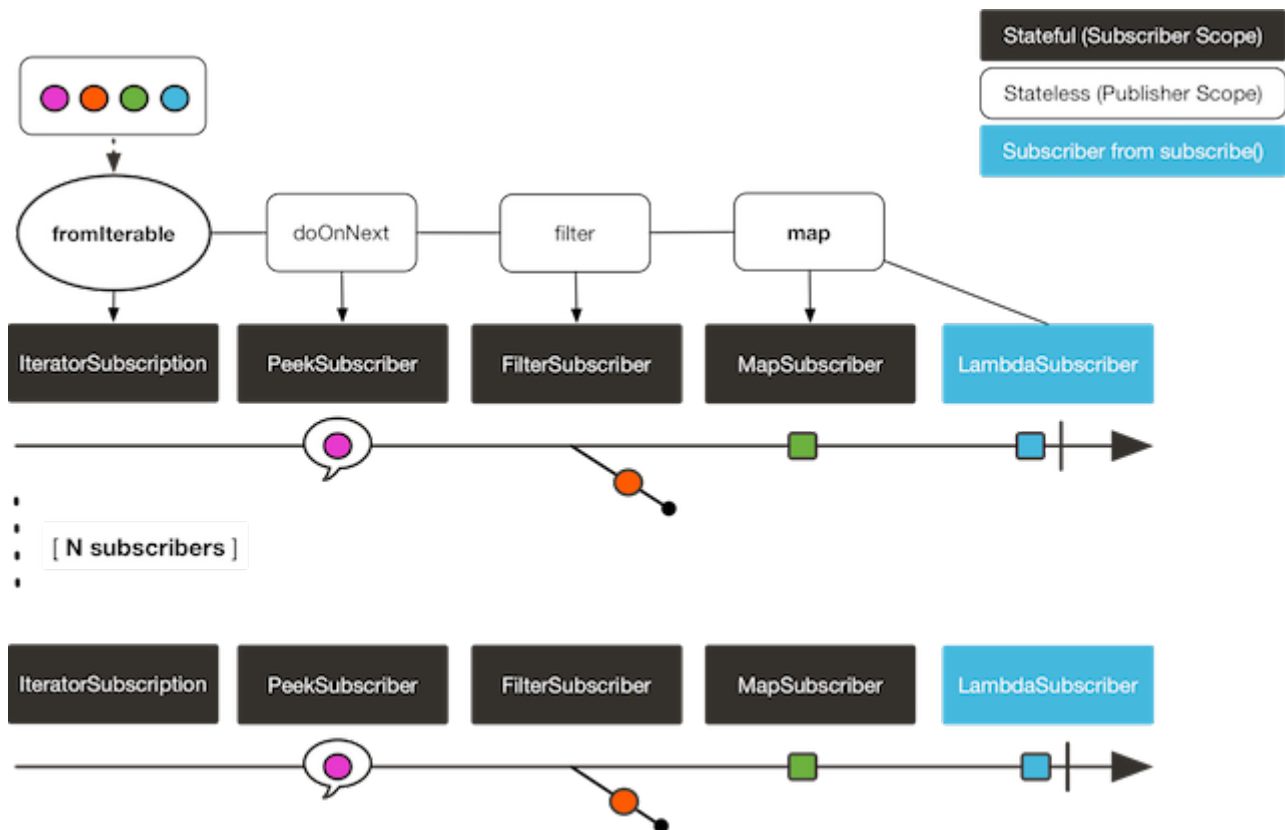 Stateful (Subscriber Scope)
Stateless (Publisher Scope)
Subscriber from subscribe()
fromIterable
doOnNext
filter
map
IteratorSubscription
PeekSubscriber
FilterSubscriber
MapSubscriber
LambdaSubscriber
[ N subscribers ]
IteratorSubscription
PeekSubscriber
FilterSubscriber
MapSubscriber
LambdaSubscriber